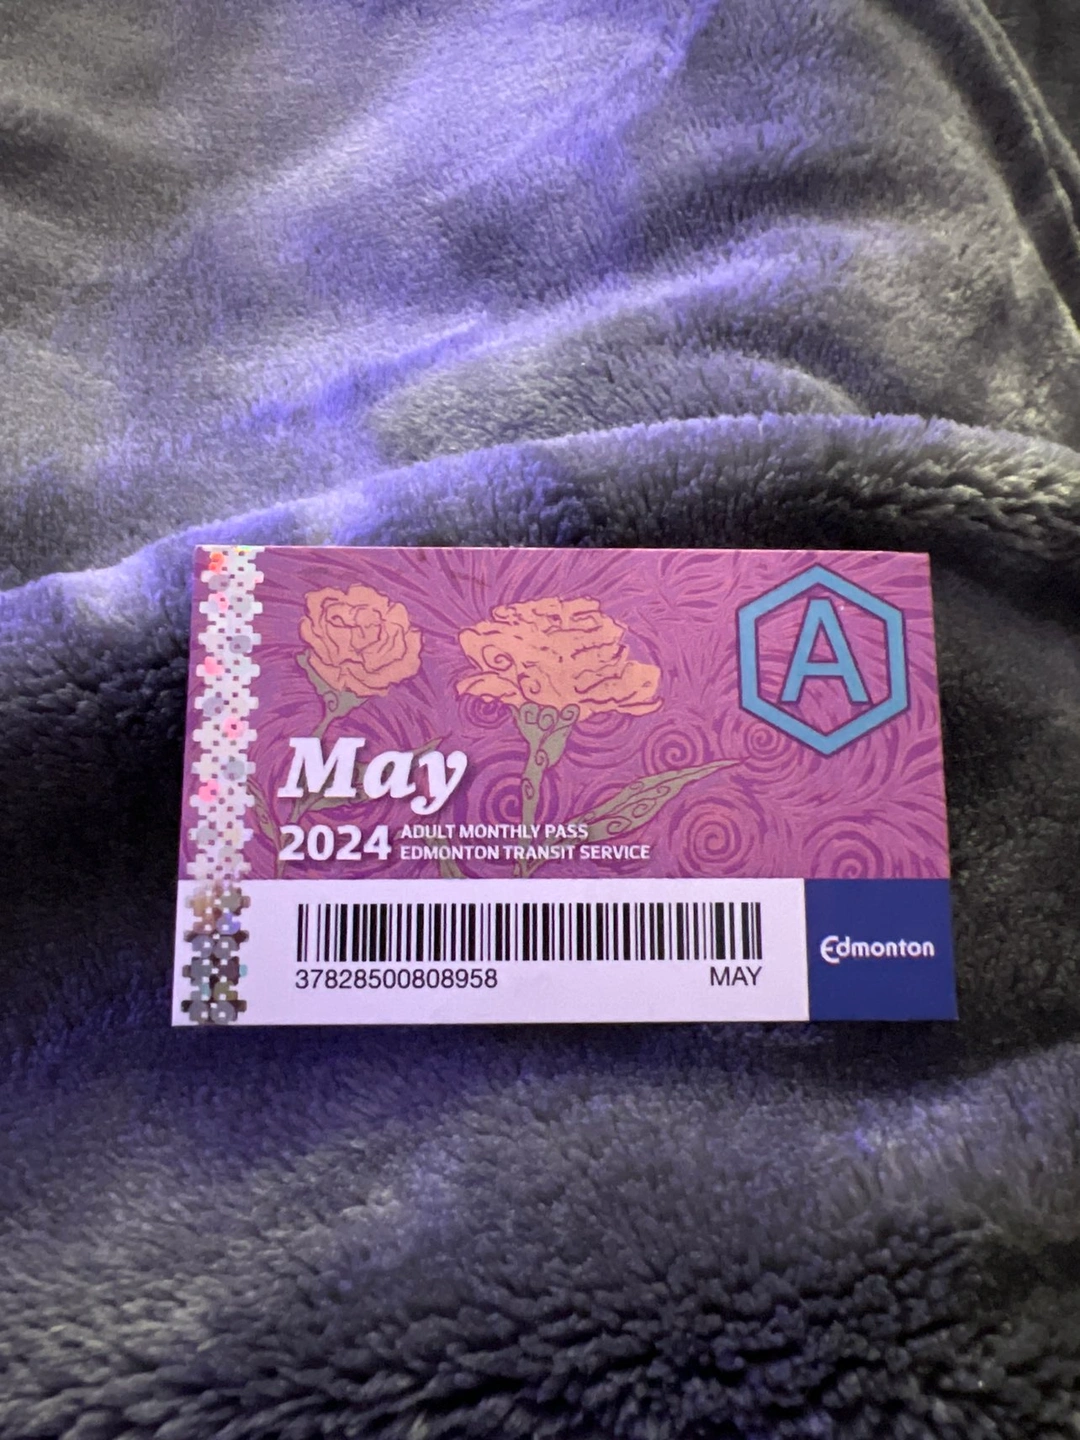 A
May
2024 ADULT MONTHLY PASS
EDMONTON TRANSIT SERVICE
37828500808958 MAY
Edmonton